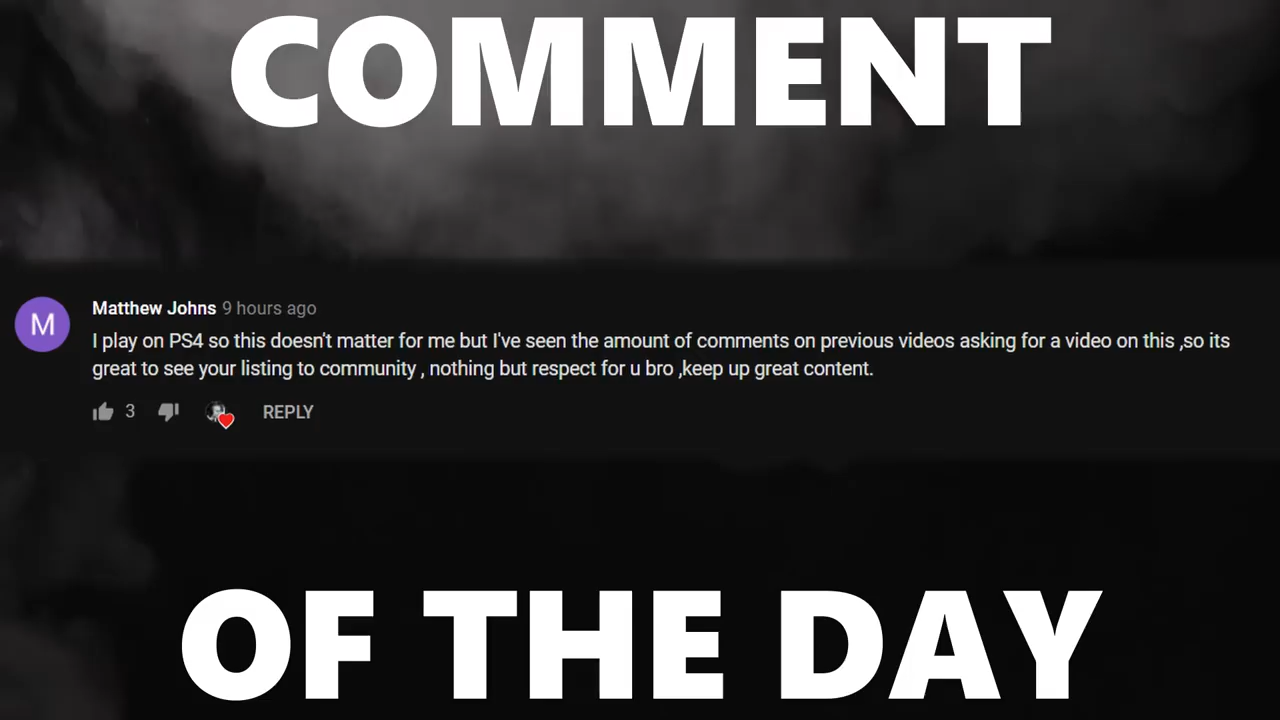 COMMENT
M
Matthew Johns 9 hours ago
I play on PS4 so this doesn't matter for me but I've seen the amount of comments on previous videos asking for a video on this ,so its
great to see your listing to community , nothing but respect for u bro ,keep up great content.
3 REPLY
OF THE DAY